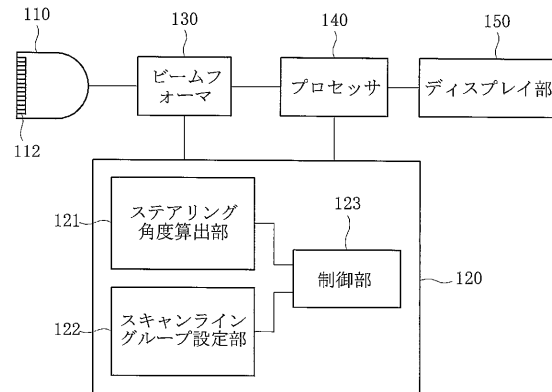 110
130
140
150
ビームフ
ォーマ
プロセッサ
ディスプレイ部
112
121
ステアリング
角度算出部
123
制御部
120
122
スキャンライン
グループ設定部